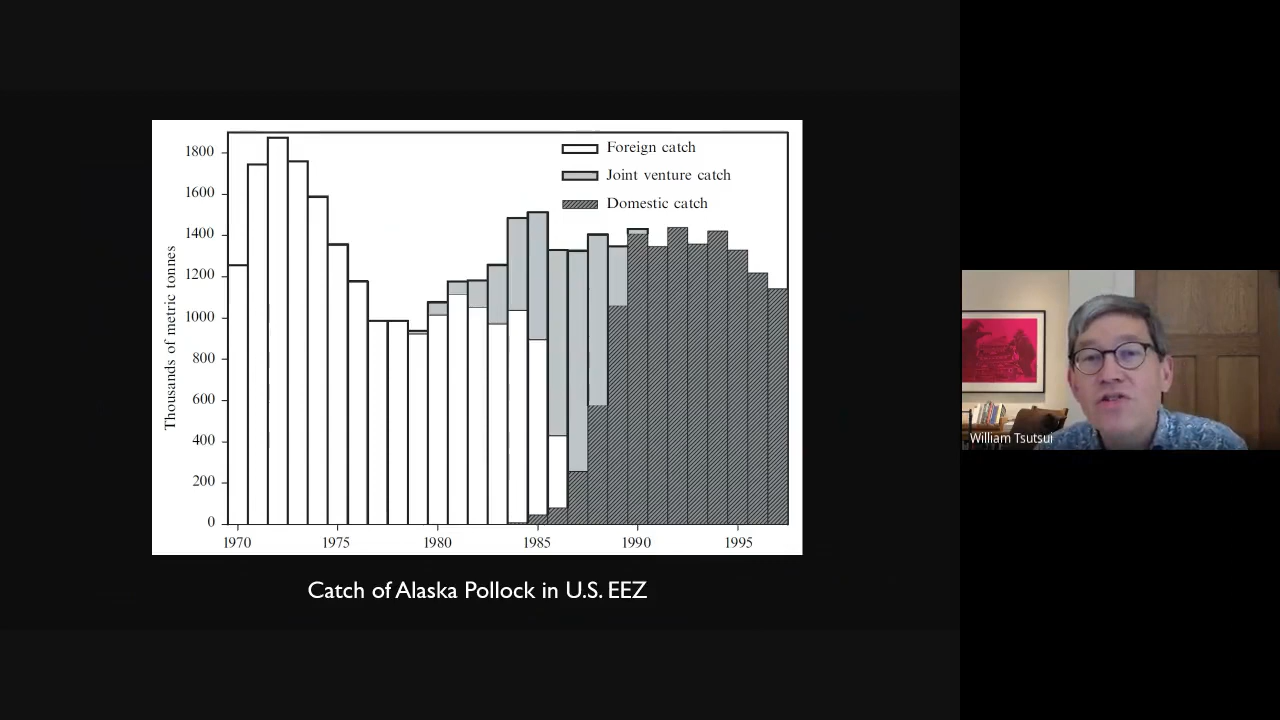 Thousands of metric tonnes
1800
1600
1400
1200
1000
800
600
400
200
0
1970
1975
1980
1985
1990
1995
Foreign catch
Joint venture catch
Domestic catch
Catch of Alaska Pollock in U.S. EEZ
William Tsutsui